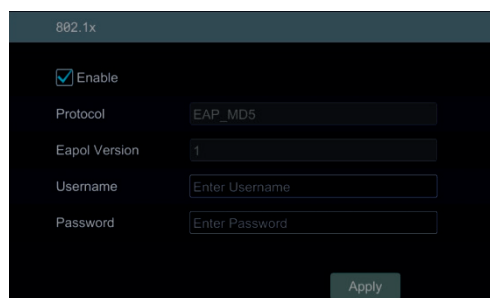 802.1x
Enable
Protocol EAP_MD5
Eapol Version 1
Username Enter Username
Password Enter Password
Apply